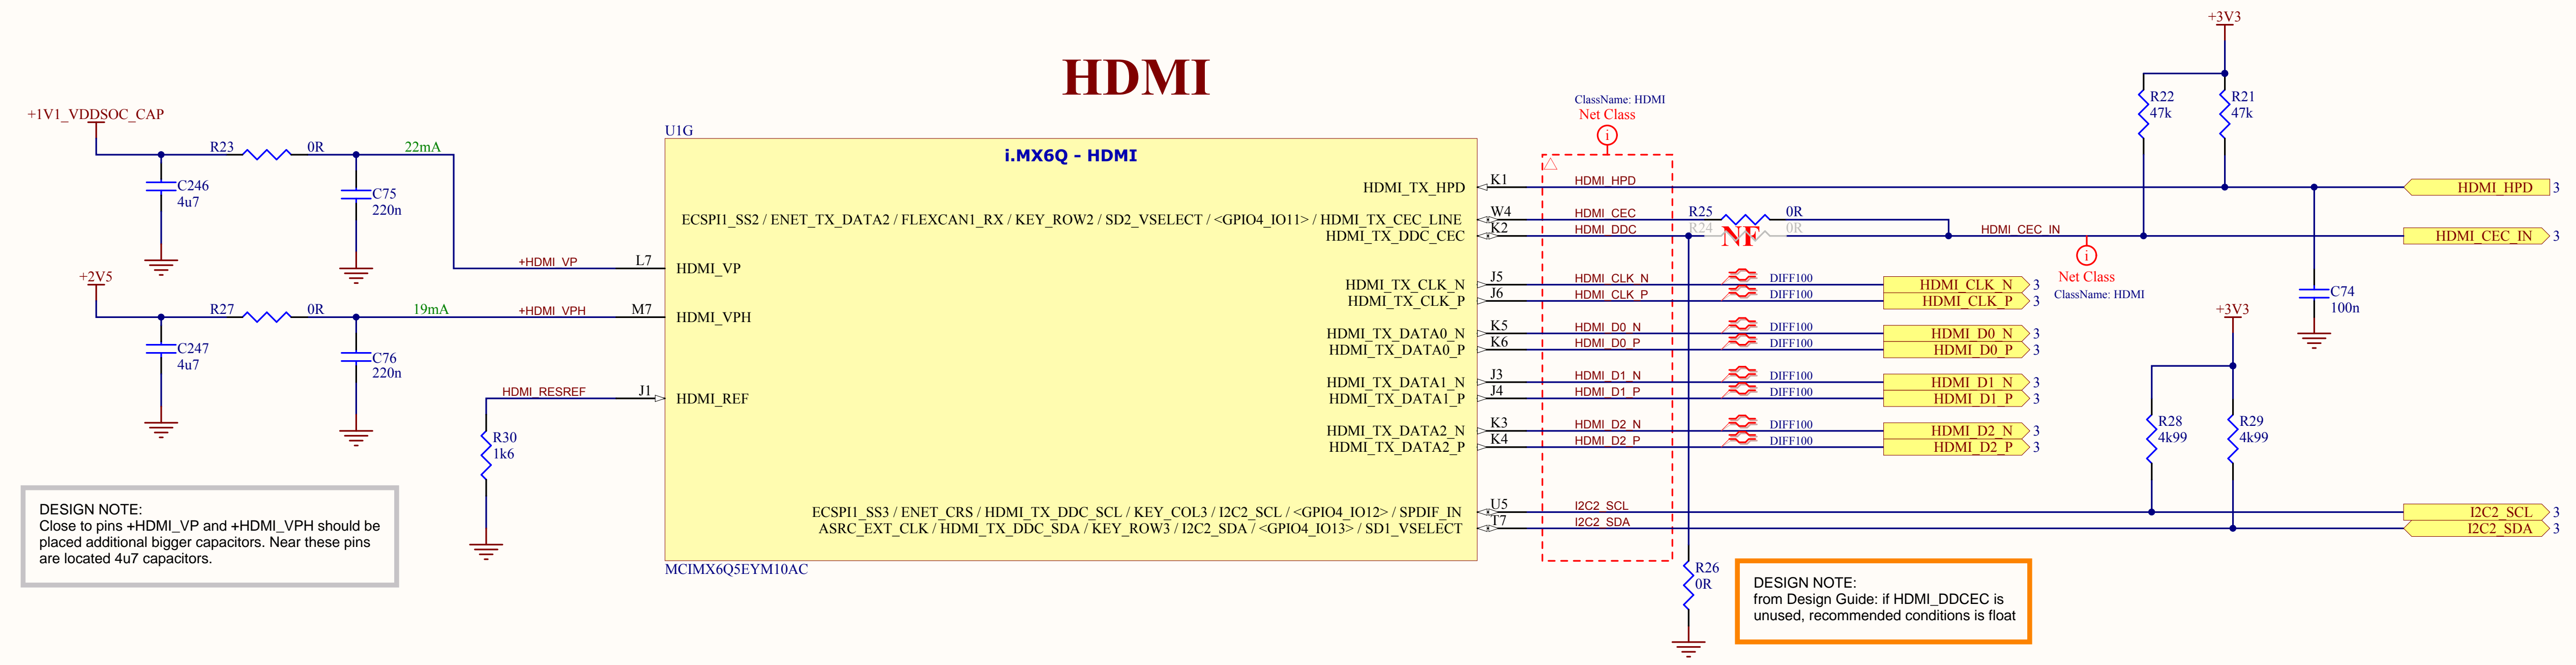 HDMI
+1V1_VDDSOC_CAP
R23 0R
22mA
C246
4u7
C75
220n
+HDMI_VP
L7
+2V5
R27 0R
19mA
+HDMI_VPH
M7
C247
4u7
C76
220n
HDMI_RESREF
J1
R30
1k6
DESIGN NOTE:
Close to pins +HDMI_VP and +HDMI_VPH should be
placed additional bigger capacitors. Near these pins
are located 4u7 capacitors.
U1G
i.MX6Q - HDMI
HDMI_VP
HDMI_VPH
HDMI_REF
HDMI_TX_HPD
ECSPI1_SS2 / ENET_TX_DATA2 / FLEXCAN1_RX / KEY_ROW2 / SD2_VSELECT / <GPIO4_IO11> / HDMI_TX_CEC_LINE
HDMI_TX_DDC_CEC
HDMI_TX_CLK_N
HDMI_TX_CLK_P
HDMI_TX_DATA0_N
HDMI_TX_DATA0_P
HDMI_TX_DATA1_N
HDMI_TX_DATA1_P
HDMI_TX_DATA2_N
HDMI_TX_DATA2_P
ECSPI1_SS3 / ENET_CRS / HDMI_TX_DDC_SCL / KEY_COL3 / I2C2_SCL / <GPIO4_IO12> / SPDIF_IN
ASRC_EXT_CLK / HDMI_TX_DDC_SDA / KEY_ROW3 / I2C2_SDA / <GPIO4_IO13> / SD1_VSELECT
MCIMX6Q5EYM10AC
ClassName: HDMI
Net Class
i
K1 HDMI_HPD
W4 HDMI_CEC R25 0R
K2 HDMI_DDC R24 NF 0R
J5 HDMI_CLK_N DIFF100 HDMI_CLK_N 3
J6 HDMI_CLK_P DIFF100 HDMI_CLK_P 3
K5 HDMI_D0_N DIFF100 HDMI_D0_N 3
K6 HDMI_D0_P DIFF100 HDMI_D0_P 3
J3 HDMI_D1_N DIFF100 HDMI_D1_N 3
J4 HDMI_D1_P DIFF100 HDMI_D1_P 3
K3 HDMI_D2_N DIFF100 HDMI_D2_N 3
K4 HDMI_D2_P DIFF100 HDMI_D2_P 3
U5 I2C2_SCL
T7 I2C2_SDA
R26
0R
DESIGN NOTE:
from Design Guide: if HDMI_DDCEC is
unused, recommended conditions is float
+3V3
R22
47k
R21
47k
HDMI_HPD 3
HDMI_CEC_IN
HDMI_CEC_IN 3
i
Net Class
ClassName: HDMI
C74
100n
+3V3
R28
4k99
R29
4k99
I2C2_SCL 3
I2C2_SDA 3